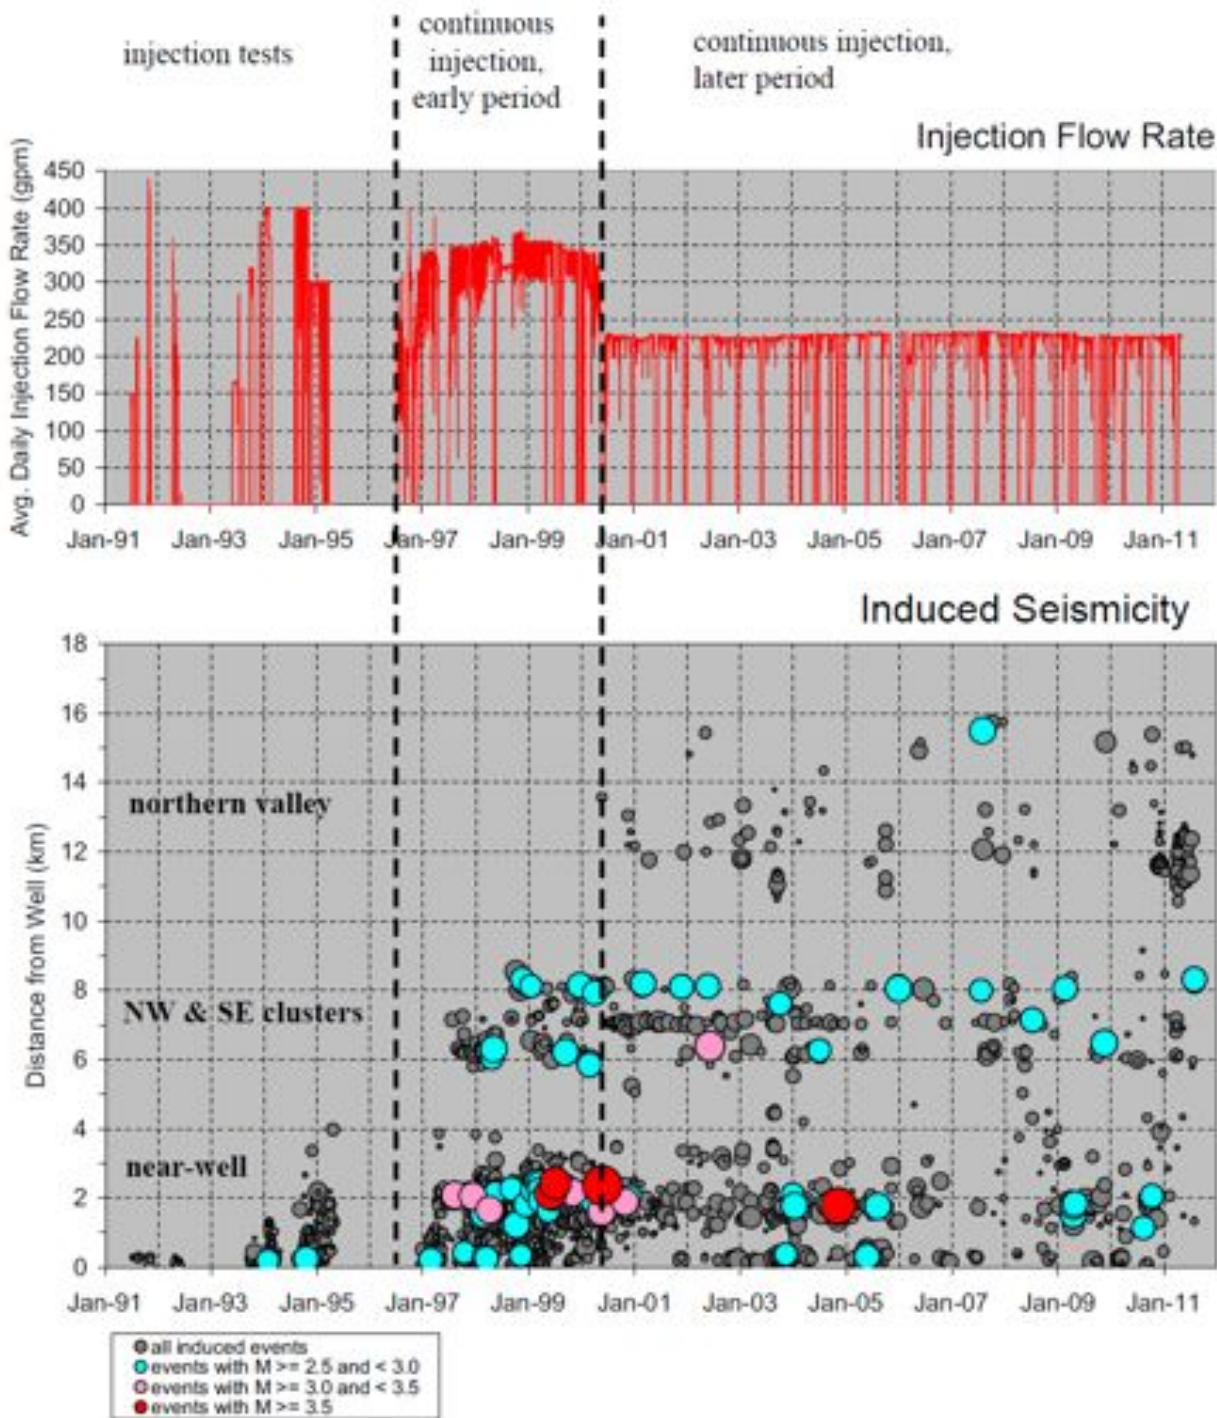 injection tests
continuous
injection,
early period
continuous injection,
later period
Injection Flow Rate
Avg. Daily Injection Flow Rate (gpm)
450
400
350
300
250
200
150
100
50
0
Jan-91 Jan-93 Jan-95 Jan-97 Jan-99 Jan-01 Jan-03 Jan-05 Jan-07 Jan-09 Jan-11
Induced Seismicity
Distance from Well (km)
18
16
14
northern valley
12
10
8
NW & SE clusters
6
4
near-well
2
0
Jan-91 Jan-93 Jan-95 Jan-97 Jan-99 Jan-01 Jan-03 Jan-05 Jan-07 Jan-09 Jan-11
all induced events
events with M >= 2.5 and < 3.0
events with M >= 3.0 and < 3.5
events with M >= 3.5